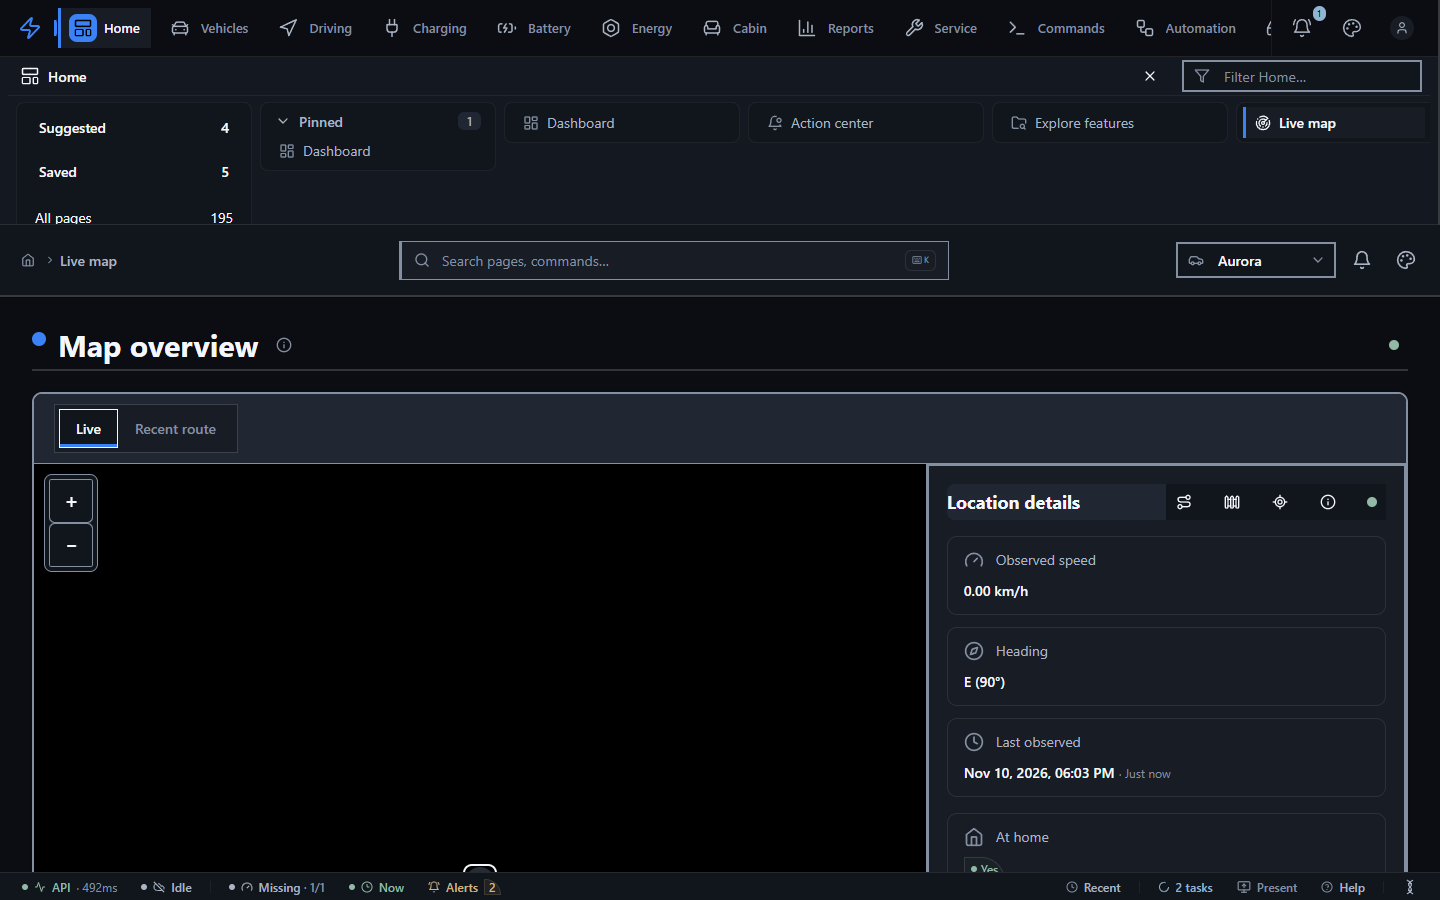 Home
Vehicles
Driving
Charging
Battery
Energy
Cabin
Reports
Service
Commands
Automation
1
Home
Filter Home...
Suggested 4
Saved 5
All pages 195
Pinned 1
Dashboard
Dashboard
Action center
Explore features
Live map
Live map
Search pages, commands...
K
Aurora
Map overview
Live
Recent route
+
−
Location details
Observed speed
0.00 km/h
Heading
E (90°)
Last observed
Nov 10, 2026, 06:03 PM · Just now
At home
Yes
API · 492ms
Idle
Missing · 1/1
Now
Alerts 2
Recent
2 tasks
Present
Help